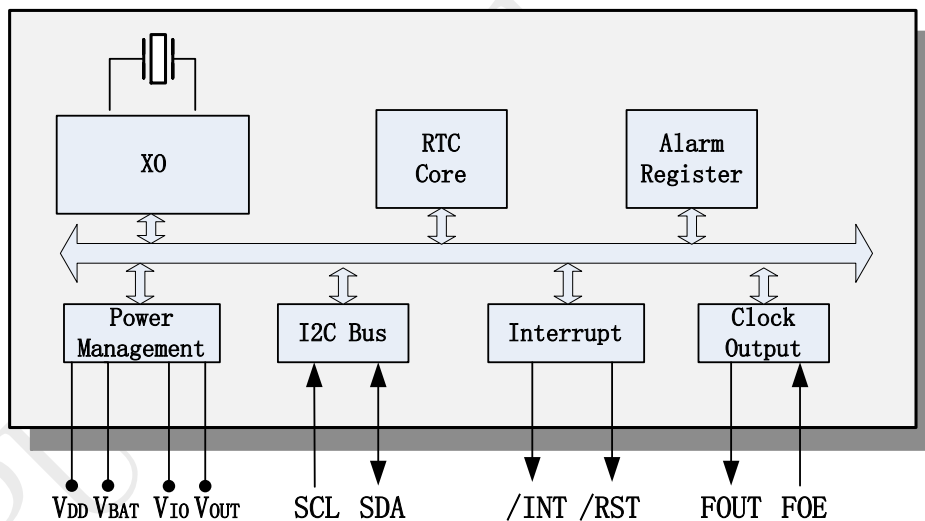 XO
RTC
Core
Alarm
Register
Power
Management
I2C Bus
Interrupt
Clock
Output
VDD VBAT VIO VOUT SCL SDA /INT /RST FOUT FOE